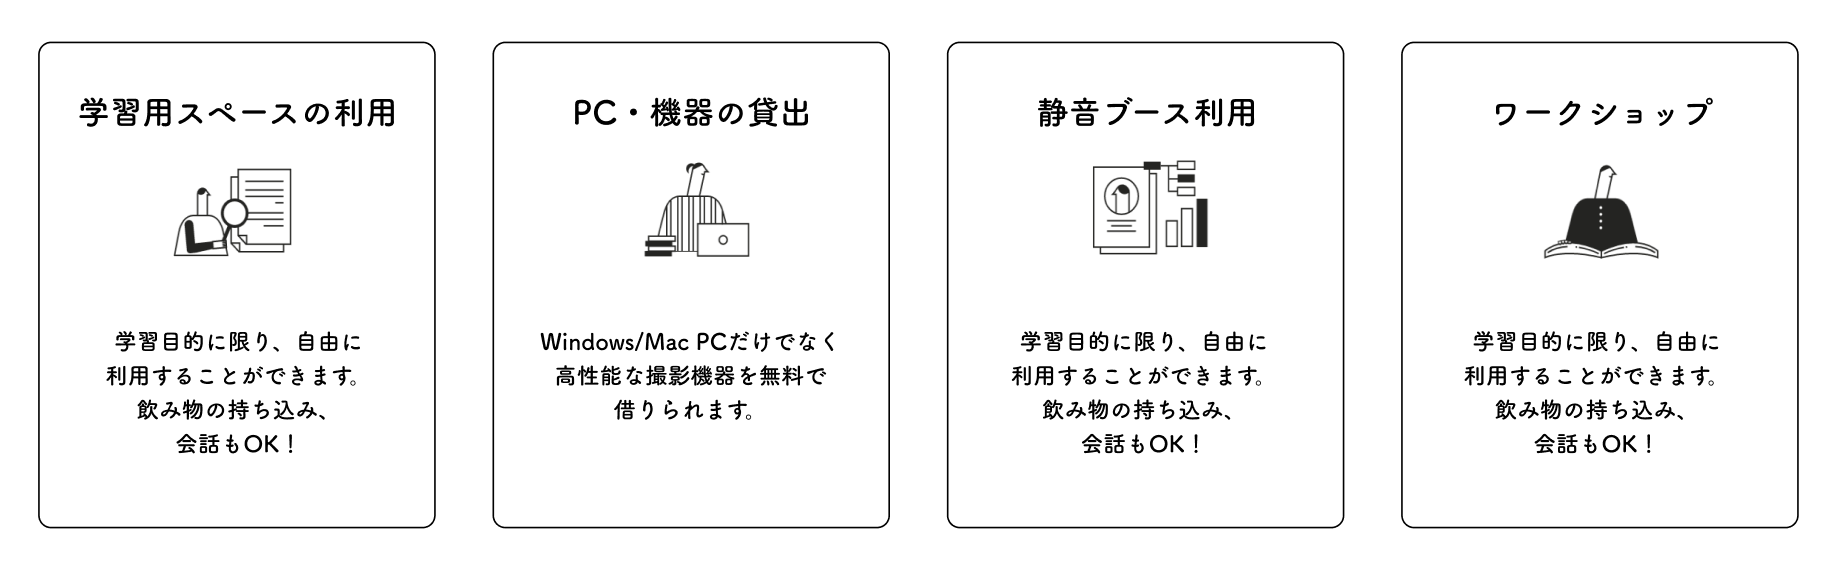 学習用スペースの利用
学習目的に限り、自由に
利用することができます。
飲み物の持ち込み、
会話もOK！
PC・機器の貸出
Windows/Mac PCだけでなく
高性能な撮影機器を無料で
借りられます。
静音ブース利用
学習目的に限り、自由に
利用することができます。
飲み物の持ち込み、
会話もOK！
ワークショップ
学習目的に限り、自由に
利用することができます。
飲み物の持ち込み、
会話もOK！